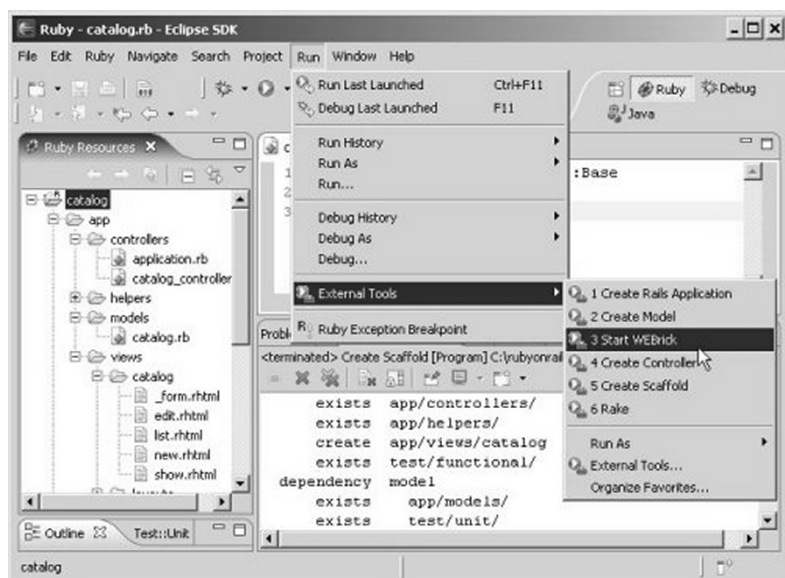 Ruby - catalog.rb - Eclipse SDK
File Edit Ruby Navigate Search Project Run Window Help
Run Last Launched Ctrl+F11
Debug Last Launched F11
Run History
Run As
Run...
Debug History
Debug As
Debug...
External Tools
Ruby Exception Breakpoint
1 Create Rails Application
2 Create Model
3 Start WEBrick
4 Create Controller
5 Create Scaffold
6 Rake
Run As
External Tools...
Organize Favorites...
Ruby Debug
Java
Ruby Resources
catalog
app
controllers
application.rb
catalog_controller
helpers
models
catalog.rb
views
catalog
_form.rhtml
edit.rhtml
list.rhtml
new.rhtml
show.rhtml
Outline Test::Unit
c
1 :Base
2
3
Probl
<terminated> Create Scaffold [Program] C:\rubyonrail
exists app/controllers/
exists app/helpers/
create app/views/catalog
exists test/functional/
dependency model
exists app/models/
exists test/unit/
catalog